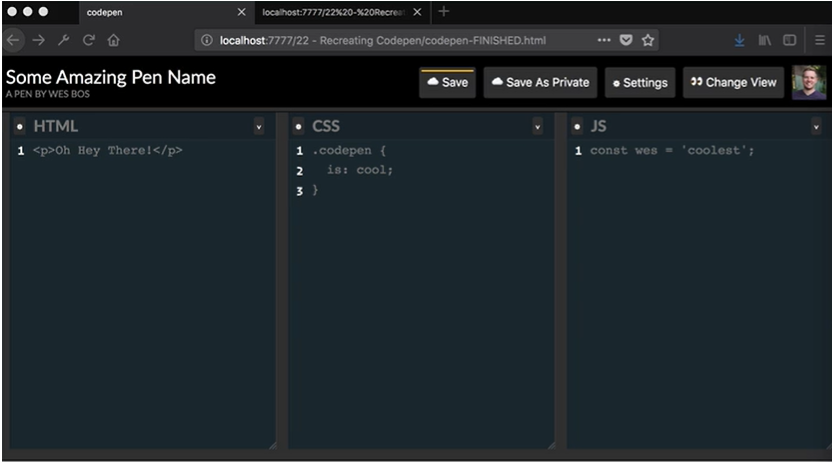 codepen
localhost:7777/22%20-%20Recrea
localhost:7777/22 - Recreating Codepen/codepen-FINISHED.html
Some Amazing Pen Name
A PEN BY WES BOS
Save
Save As Private
Settings
Change View
HTML
1 <p>Oh Hey There!</p>
CSS
1 .codepen {
2 is: cool;
3 }
JS
1 const wes = 'coolest';